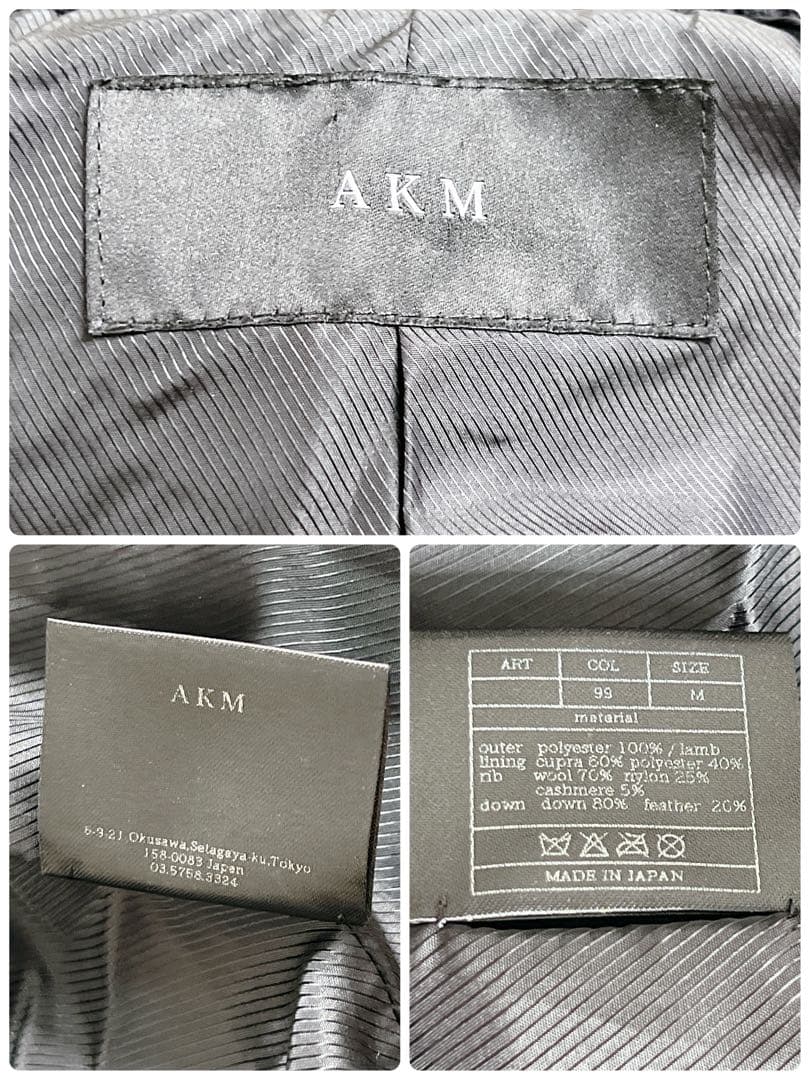 AKM
AKM
6-9-21,Okusawa,Setagaya-ku,Tokyo
158-0083 Japan
03.5758.3324
ART COL SIZE
99 M
material
outer polyester 100% / lamb
lining cupra 60% polyester 40%
rib wool 70% nylon 25%
cashmere 5%
down down 80% feather 20%
MADE IN JAPAN